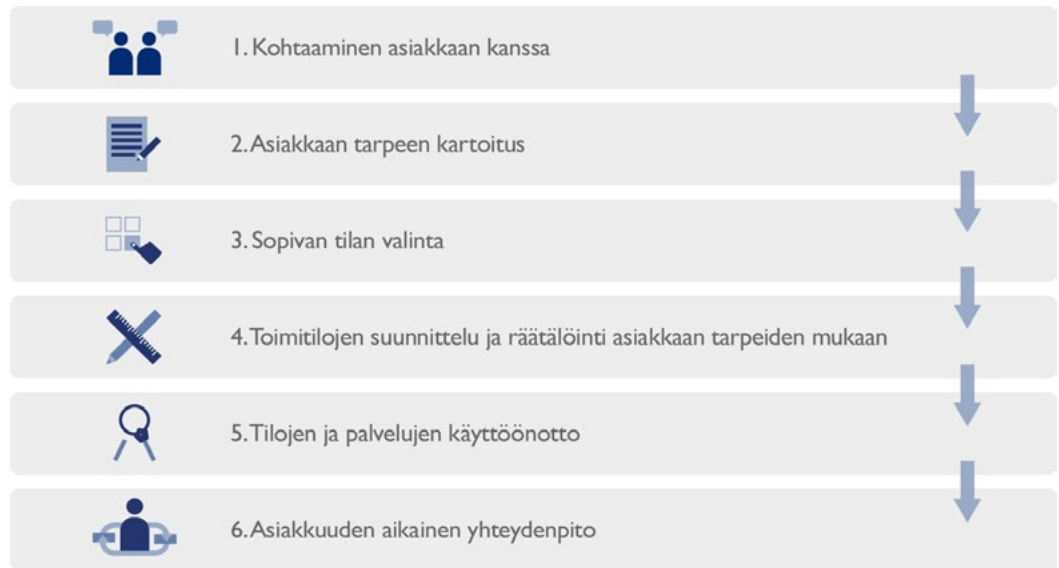 1. Kohtaaminen asiakkaan kanssa
2. Asiakkaan tarpeen kartoitus
3. Sopivan tilan valinta
4. Toimitilojen suunnittelu ja räätälöinti asiakkaan tarpeiden mukaan
5. Tilojen ja palvelujen käyttöönotto
6. Asiakkuuden aikainen yhteydenpito